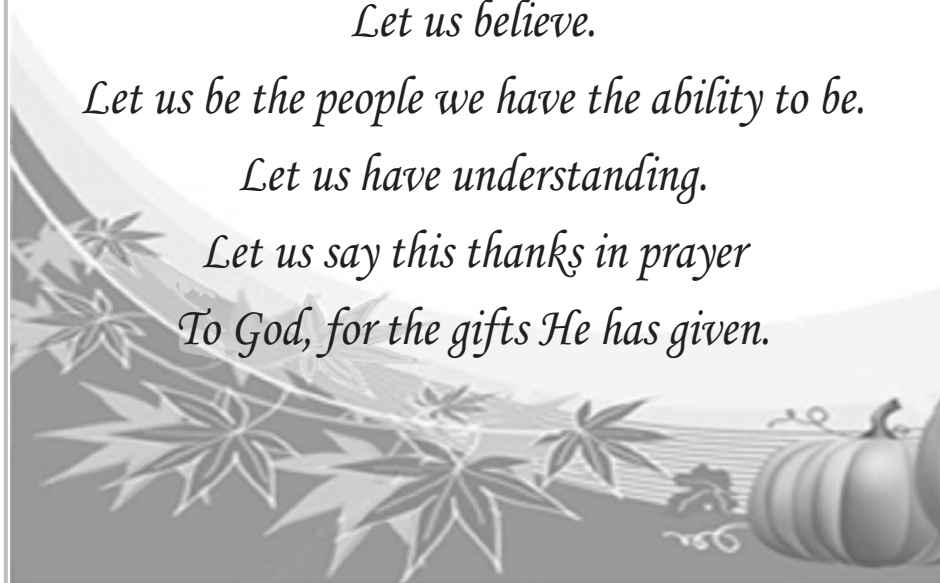 Let us believe.
Let us be the people we have the ability to be.
Let us have understanding.
Let us say this thanks in prayer
To God, for the gifts He has given.